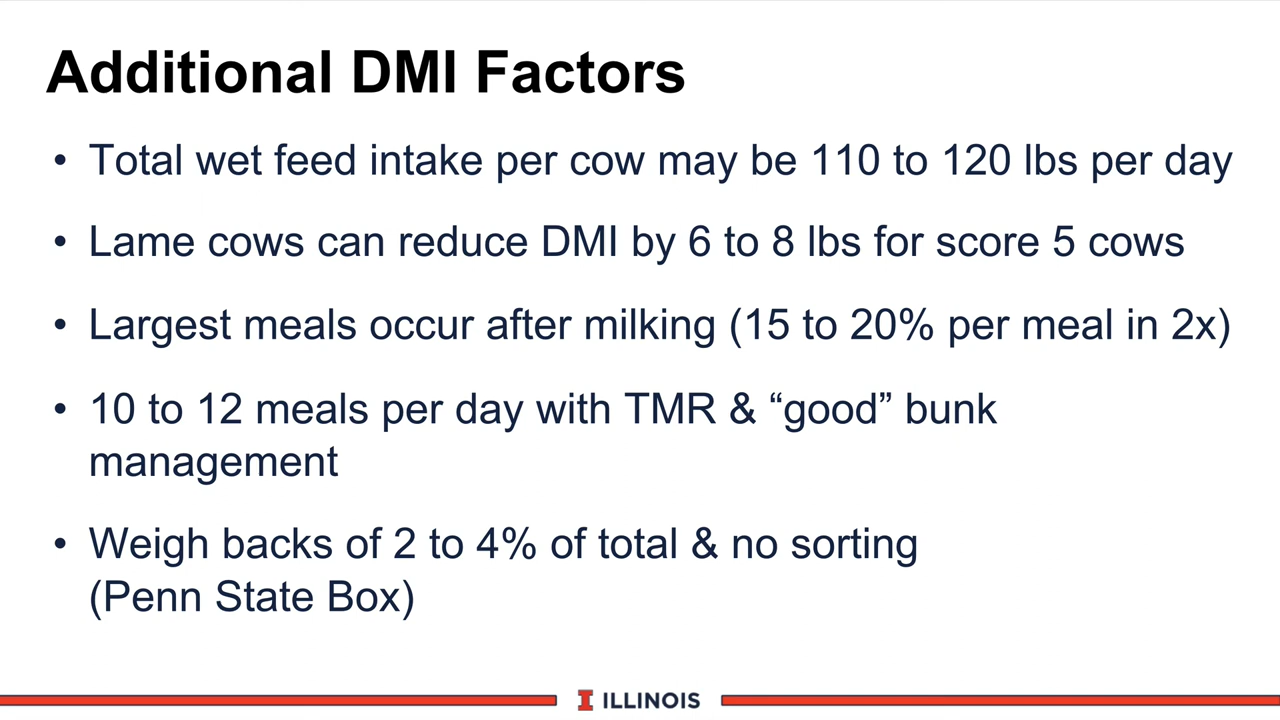 Additional DMI Factors
• Total wet feed intake per cow may be 110 to 120 lbs per day
• Lame cows can reduce DMI by 6 to 8 lbs for score 5 cows
• Largest meals occur after milking (15 to 20% per meal in 2x)
• 10 to 12 meals per day with TMR & “good” bunk
management
• Weigh backs of 2 to 4% of total & no sorting
(Penn State Box)
I ILLINOIS